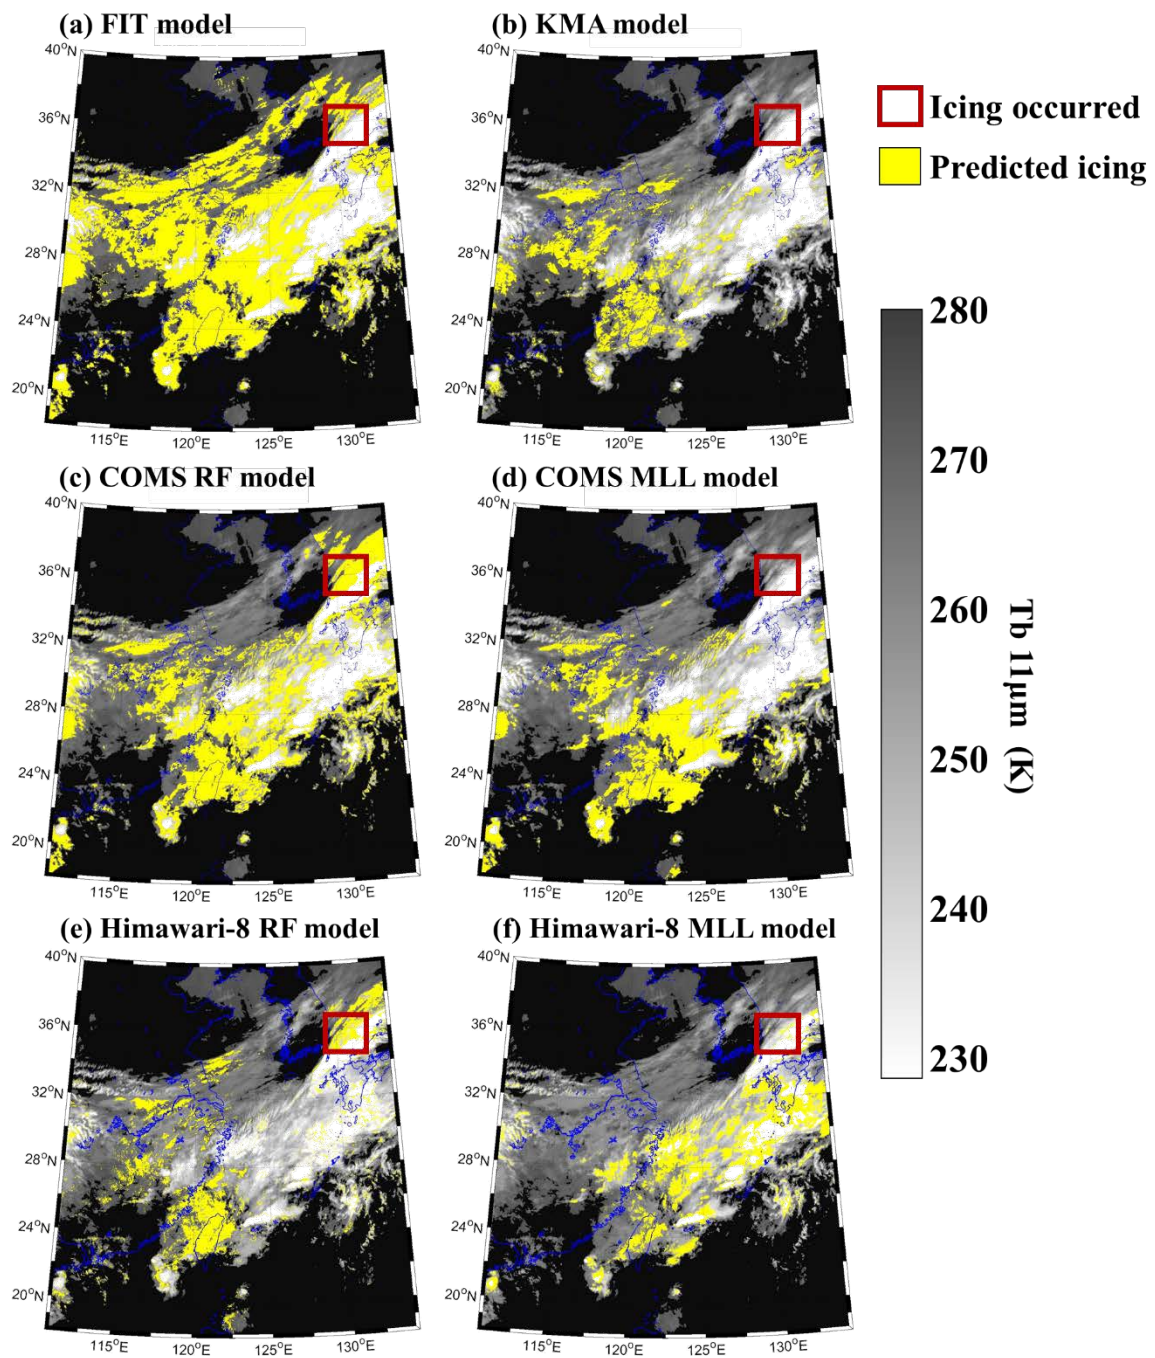 (a) FIT model
40°N
36°N
32°N
28°N
24°N
20°N
115°E 120°E 125°E 130°E
(b) KMA model
40°N
36°N
32°N
28°N
24°N
20°N
115°E 120°E 125°E 130°E
Icing occurred
Predicted icing
(c) COMS RF model
40°N
36°N
32°N
28°N
24°N
20°N
115°E 120°E 125°E 130°E
(d) COMS MLL model
40°N
36°N
32°N
28°N
24°N
20°N
115°E 120°E 125°E 130°E
280
270
260
250
240
230
Tb 11μm (K)
(e) Himawari-8 RF model
40°N
36°N
32°N
28°N
24°N
20°N
115°E 120°E 125°E 130°E
(f) Himawari-8 MLL model
40°N
36°N
32°N
28°N
24°N
20°N
115°E 120°E 125°E 130°E